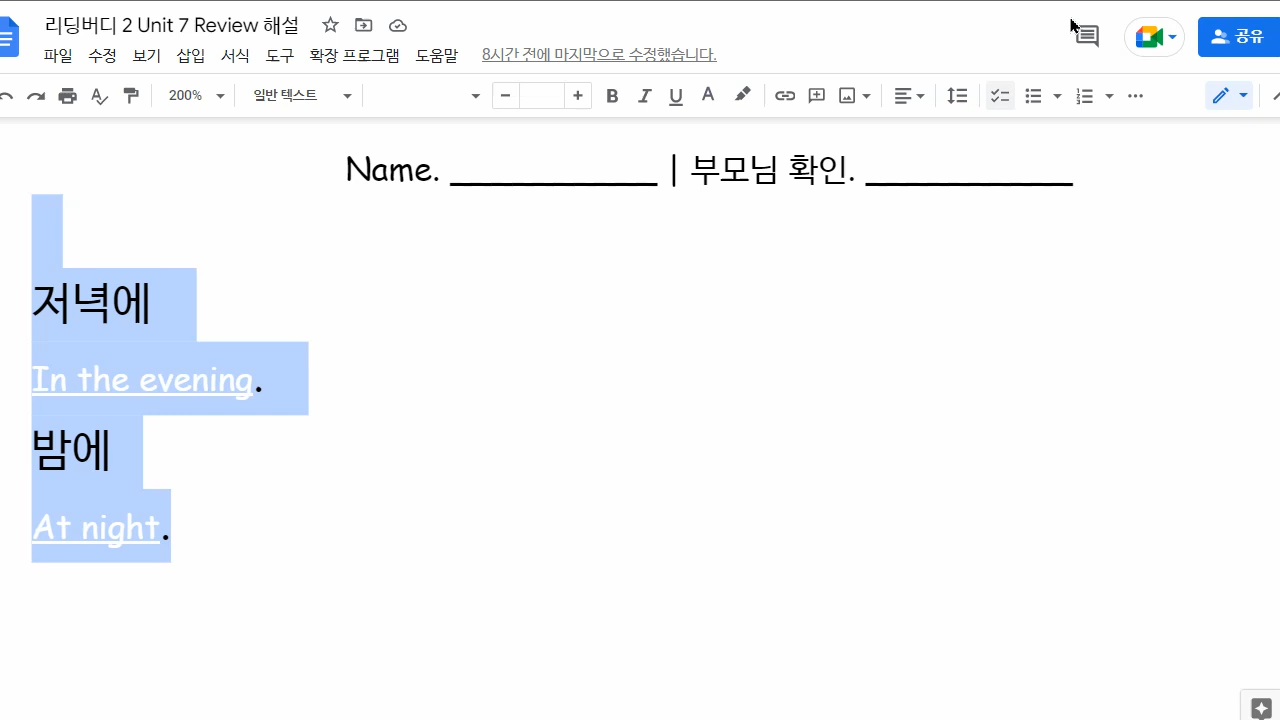 리딩버디 2 Unit 7 Review 해설
파일 수정 보기 삽입 서식 도구 확장 프로그램 도움말 8시간 전에 마지막으로 수정했습니다.
공유
200% 일반 텍스트
Name. ___________ | 부모님 확인. ___________
저녁에
In the evening.
밤에
At night.